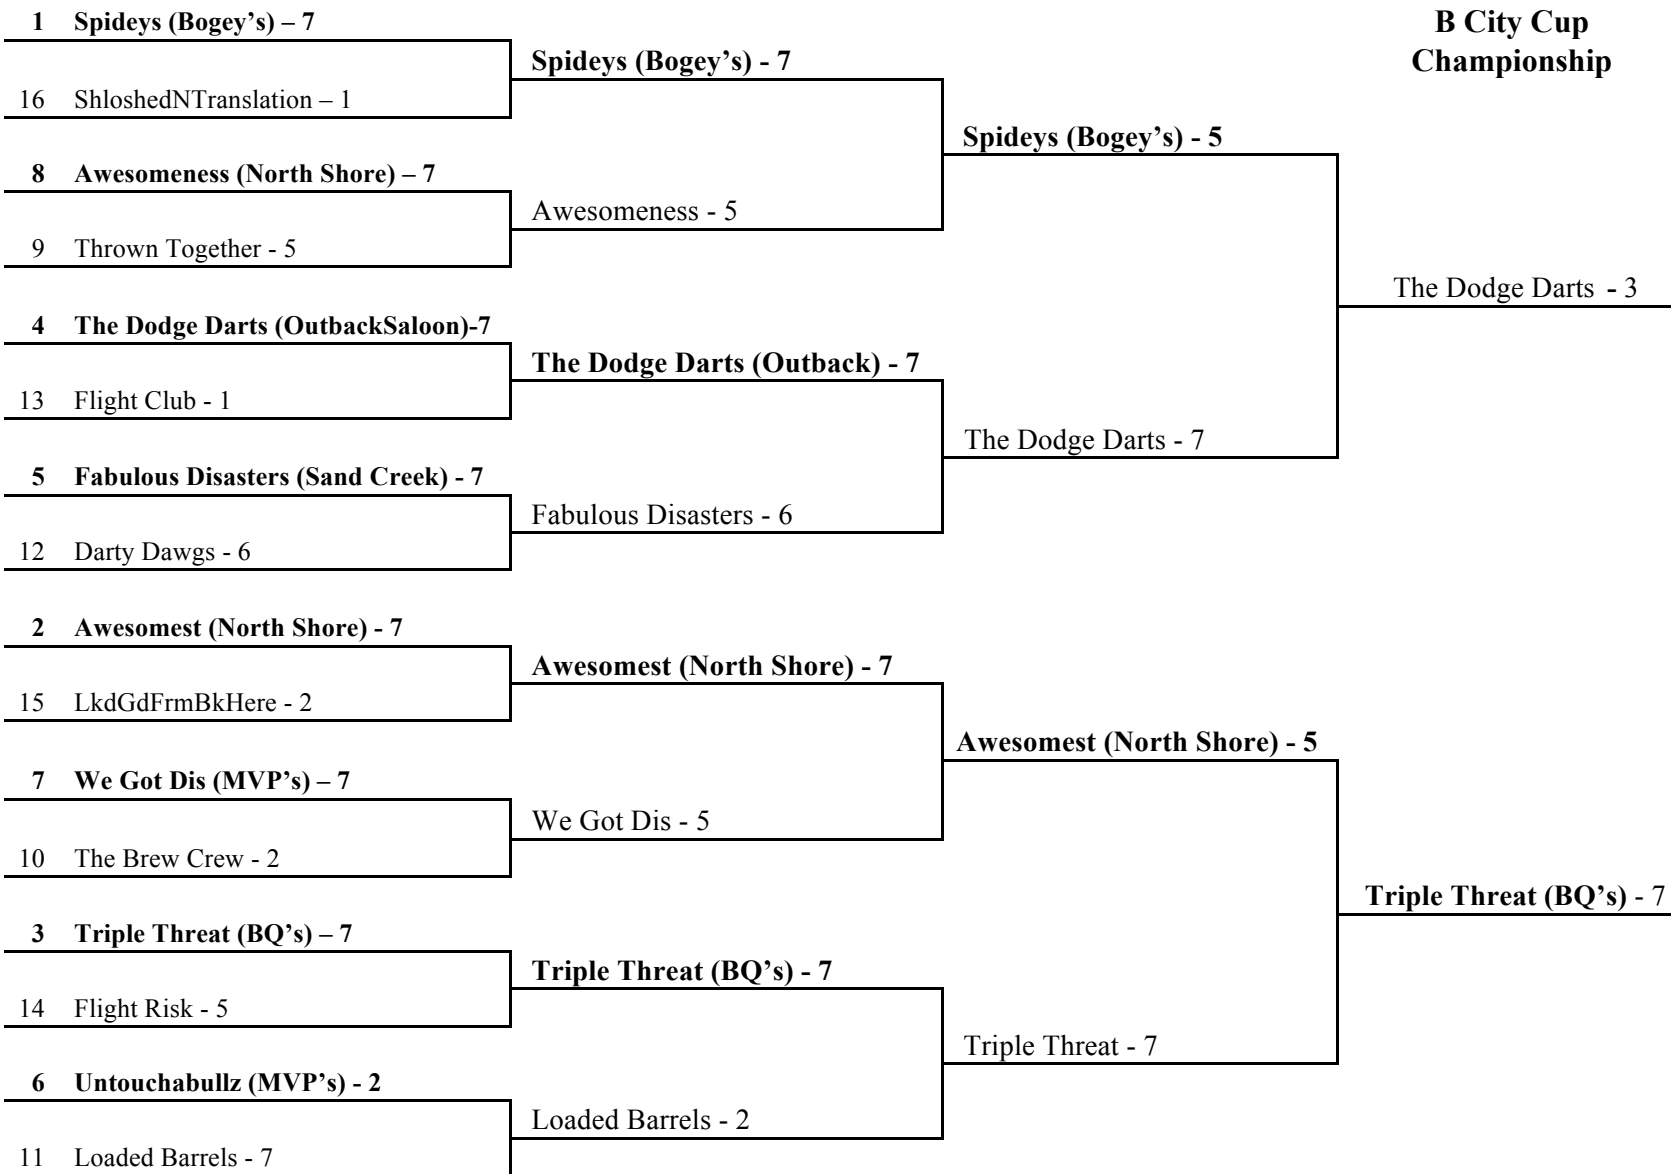 1 Spideys (Bogey's) – 7
16 ShloshedNTranslation – 1
8 Awesomeness (North Shore) – 7
9 Thrown Together - 5
4 The Dodge Darts (OutbackSaloon)-7
13 Flight Club - 1
5 Fabulous Disasters (Sand Creek) - 7
12 Darty Dawgs - 6
2 Awesomest (North Shore) - 7
15 LkdGdFrmBkHere - 2
7 We Got Dis (MVP's) – 7
10 The Brew Crew - 2
3 Triple Threat (BQ's) – 7
14 Flight Risk - 5
6 Untouchabullz (MVP's) - 2
11 Loaded Barrels - 7
Spideys (Bogey's) - 7
Awesomeness - 5
The Dodge Darts (Outback) - 7
Fabulous Disasters - 6
Awesomest (North Shore) - 7
We Got Dis - 5
Triple Threat (BQ's) - 7
Loaded Barrels - 2
Spideys (Bogey's) - 5
The Dodge Darts - 7
Awesomest (North Shore) - 5
Triple Threat - 7
B City Cup
Championship
The Dodge Darts - 3
Triple Threat (BQ's) - 7